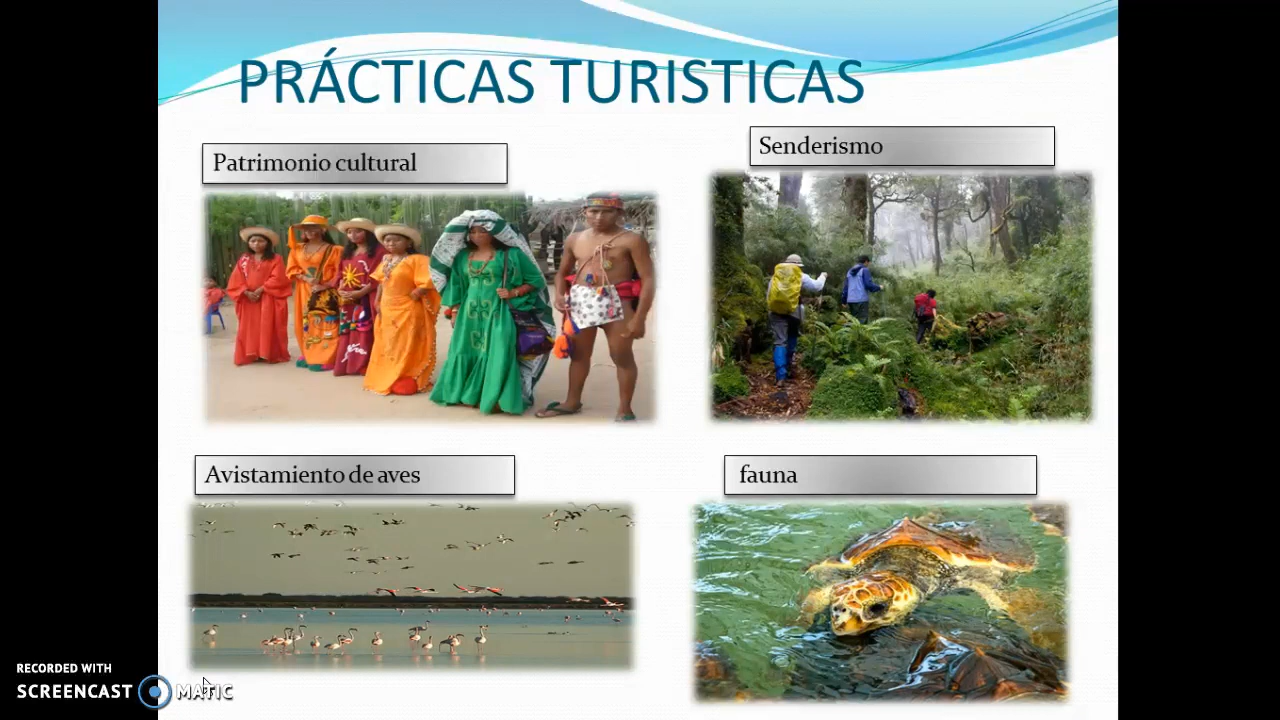 PRÁCTICAS TURISTICAS
Patrimonio cultural
Senderismo
Avistamiento de aves
fauna
RECORDED WITH
SCREENCAST MATIC